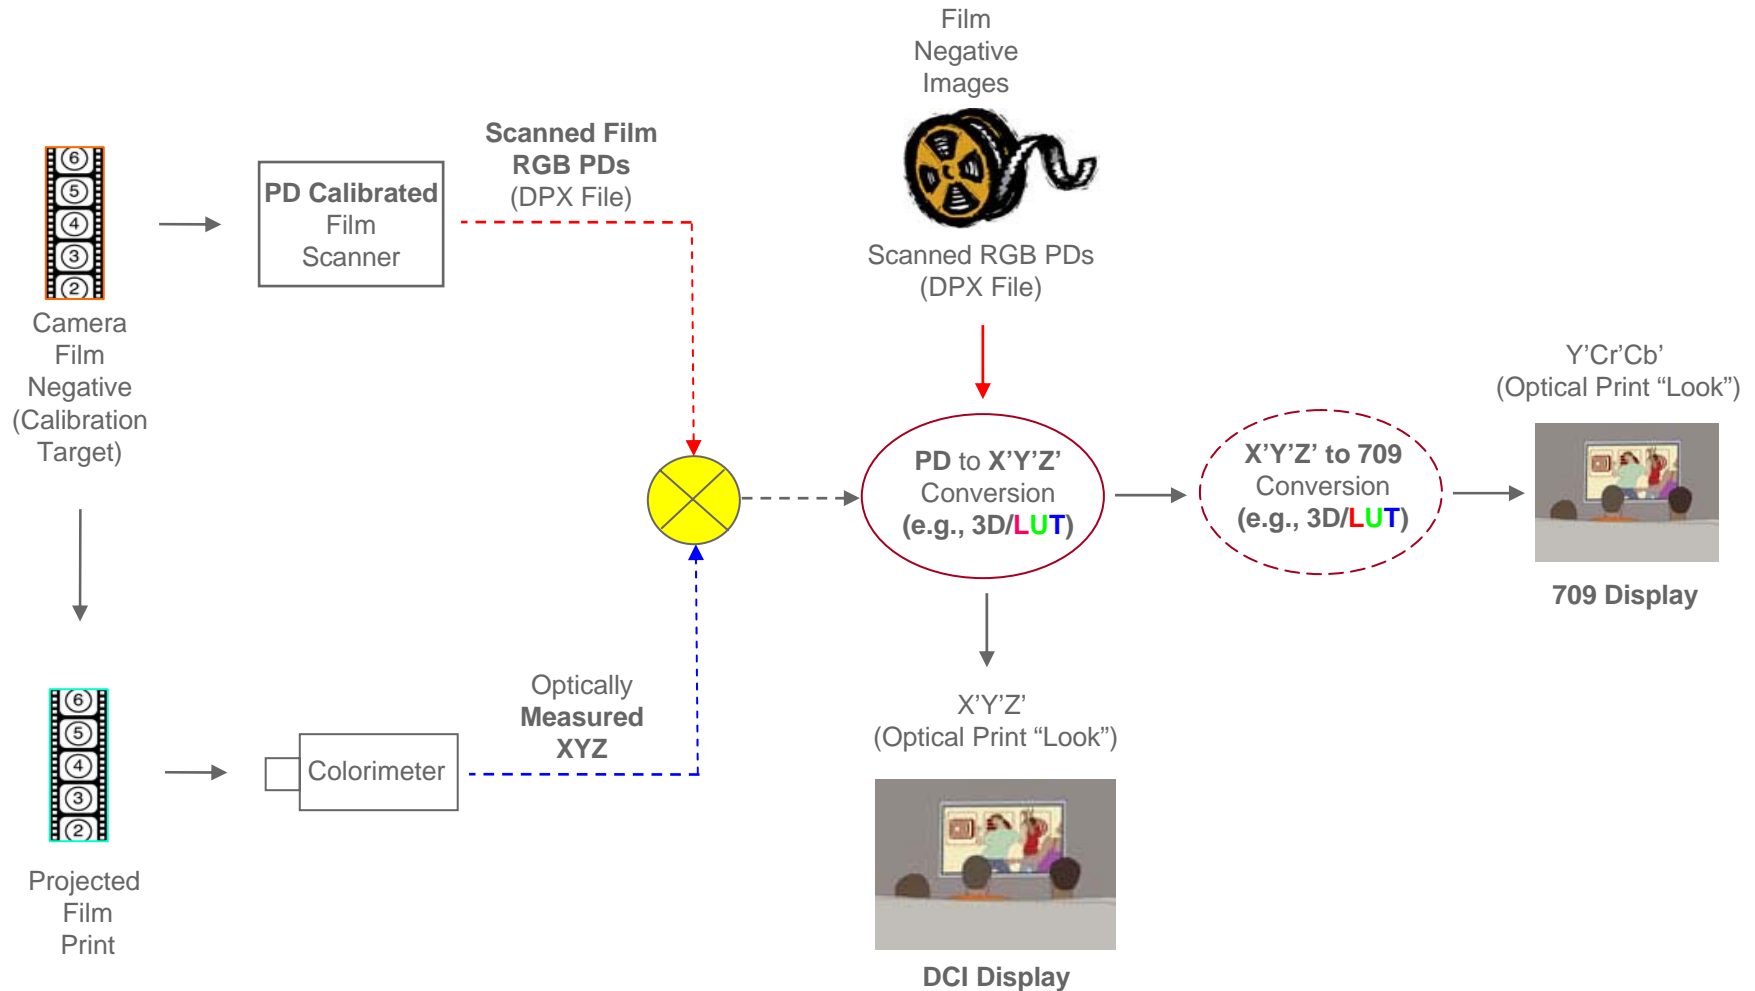 6
5
4
3
2
Camera
Film
Negative
(Calibration
Target)
PD Calibrated
Film
Scanner
Scanned Film
RGB PDs
(DPX File)
6
5
4
3
2
Projected
Film
Print
Colorimeter
Optically
Measured
XYZ
Film
Negative
Images
Scanned RGB PDs
(DPX File)
PD to X’Y’Z’
Conversion
(e.g., 3D/LUT)
X’Y’Z’
(Optical Print “Look”)
DCI Display
X’Y’Z’ to 709
Conversion
(e.g., 3D/LUT)
Y’Cr’Cb’
(Optical Print “Look”)
709 Display